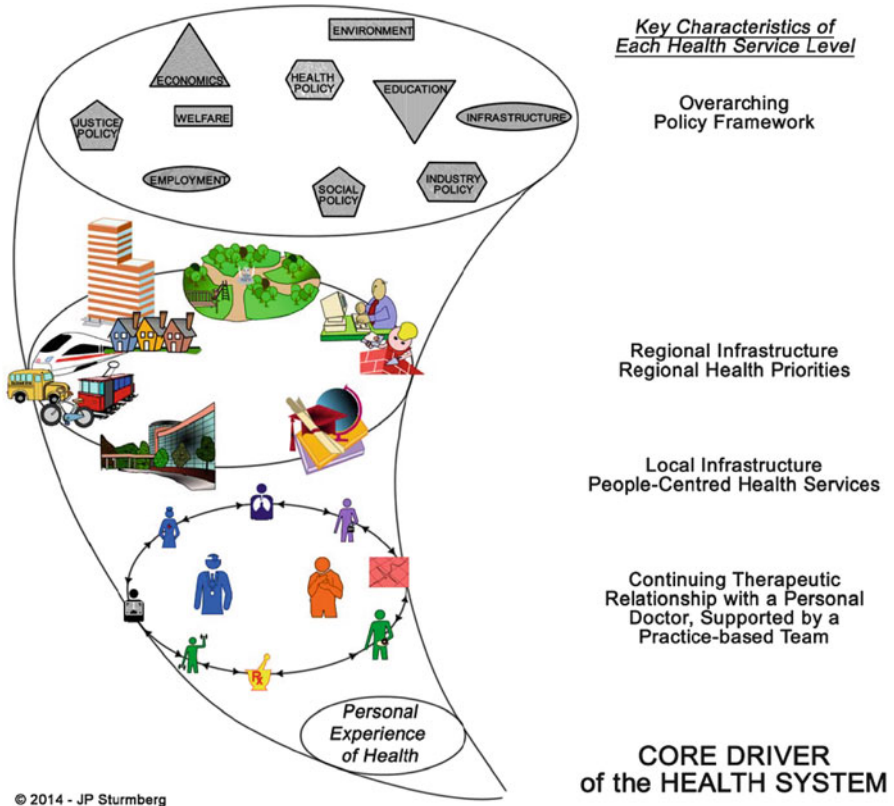 Key Characteristics of
Each Health Service Level
ENVIRONMENT
ECONOMICS
HEALTH
POLICY
EDUCATION
JUSTICE
POLICY
WELFARE
INFRASTRUCTURE
EMPLOYMENT
SOCIAL
POLICY
INDUSTRY
POLICY
Overarching
Policy Framework
Regional Infrastructure
Regional Health Priorities
Local Infrastructure
People-Centred Health Services
Continuing Therapeutic
Relationship with a Personal
Doctor, Supported by a
Practice-based Team
Rx
Personal
Experience
of Health
CORE DRIVER
of the HEALTH SYSTEM
© 2014 - JP Sturmberg